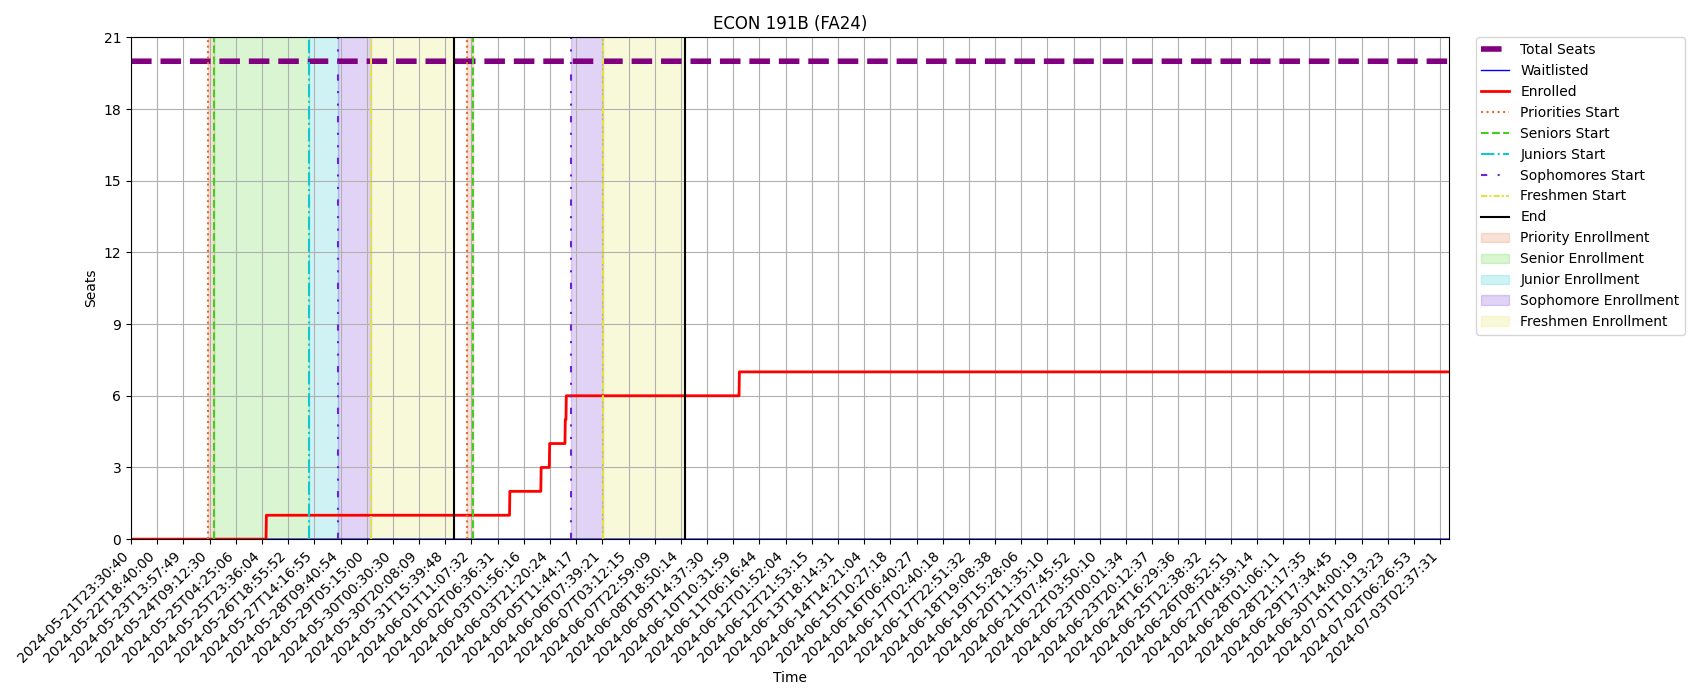 ECON 191B (FA24)
21
18
15
12
9
6
3
0
Seats
2024-05-21T23:30:40
2024-05-22T18:40:00
2024-05-23T13:57:49
2024-05-24T09:12:30
2024-05-25T04:25:06
2024-05-25T23:36:04
2024-05-26T18:55:52
2024-05-27T14:16:55
2024-05-28T09:40:54
2024-05-29T05:15:00
2024-05-30T00:30:30
2024-05-30T20:08:09
2024-05-31T15:39:48
2024-06-01T11:07:32
2024-06-02T06:36:31
2024-06-03T01:56:16
2024-06-03T21:20:24
2024-06-05T11:44:17
2024-06-06T07:39:21
2024-06-07T03:12:15
2024-06-07T22:59:09
2024-06-08T18:50:14
2024-06-09T14:37:30
2024-06-10T10:31:59
2024-06-11T06:16:44
2024-06-12T01:52:04
2024-06-12T21:53:15
2024-06-13T18:14:31
2024-06-14T14:21:04
2024-06-15T10:27:18
2024-06-16T06:40:27
2024-06-17T02:40:18
2024-06-17T22:51:32
2024-06-18T19:08:38
2024-06-19T15:28:06
2024-06-20T11:35:10
2024-06-21T07:45:52
2024-06-22T03:50:10
2024-06-23T00:01:34
2024-06-23T20:12:37
2024-06-24T16:29:36
2024-06-25T12:38:32
2024-06-26T08:52:51
2024-06-27T04:59:14
2024-06-28T01:06:11
2024-06-28T21:17:35
2024-06-29T17:34:45
2024-06-30T14:00:19
2024-07-01T10:13:23
2024-07-02T06:26:53
2024-07-03T02:37:31
Time
Total Seats
Waitlisted
Enrolled
Priorities Start
Seniors Start
Juniors Start
Sophomores Start
Freshmen Start
End
Priority Enrollment
Senior Enrollment
Junior Enrollment
Sophomore Enrollment
Freshmen Enrollment